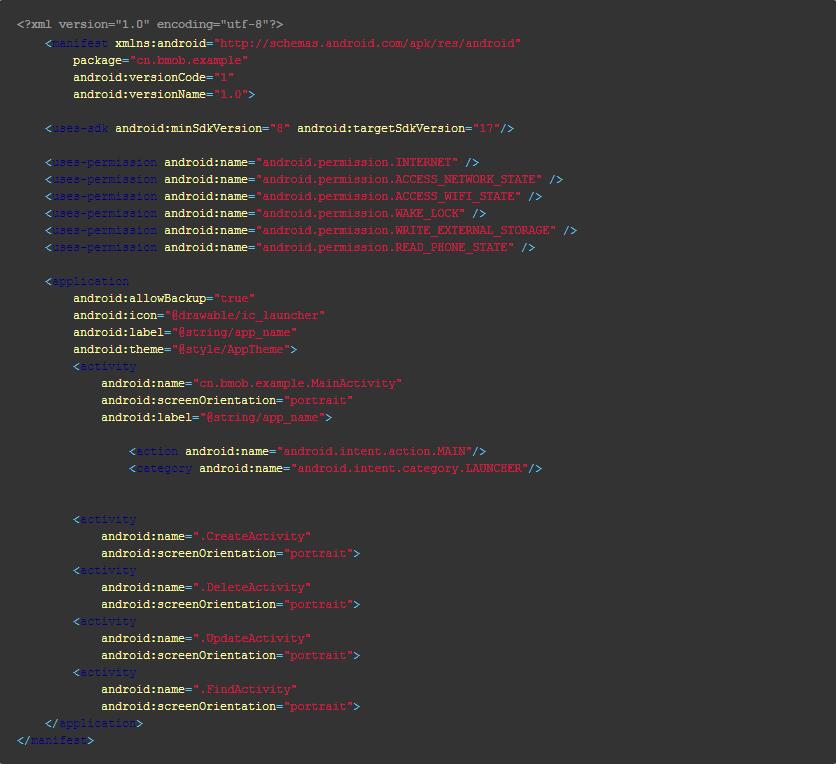 <?xml version="1.0" encoding="utf-8"?>
<manifest xmlns:android="http://schemas.android.com/apk/res/android"
package="cn.bmob.example"
android:versionCode="1"
android:versionName="1.0">
<uses-sdk android:minSdkVersion="8" android:targetSdkVersion="17"/>
<uses-permission android:name="android.permission.INTERNET" />
<uses-permission android:name="android.permission.ACCESS_NETWORK_STATE" />
<uses-permission android:name="android.permission.ACCESS_WIFI_STATE" />
<uses-permission android:name="android.permission.WAKE_LOCK" />
<uses-permission android:name="android.permission.WRITE_EXTERNAL_STORAGE" />
<uses-permission android:name="android.permission.READ_PHONE_STATE" />
<application
android:allowBackup="true"
android:icon="@drawable/ic_launcher"
android:label="@string/app_name"
android:theme="@style/AppTheme">
<activity
android:name="cn.bmob.example.MainActivity"
android:screenOrientation="portrait"
android:label="@string/app_name">
<action android:name="android.intent.action.MAIN"/>
<category android:name="android.intent.category.LAUNCHER"/>
<activity
android:name=".CreateActivity"
android:screenOrientation="portrait">
<activity
android:name=".DeleteActivity"
android:screenOrientation="portrait">
<activity
android:name=".UpdateActivity"
android:screenOrientation="portrait">
<activity
android:name=".FindActivity"
android:screenOrientation="portrait">
</application>
</manifest>